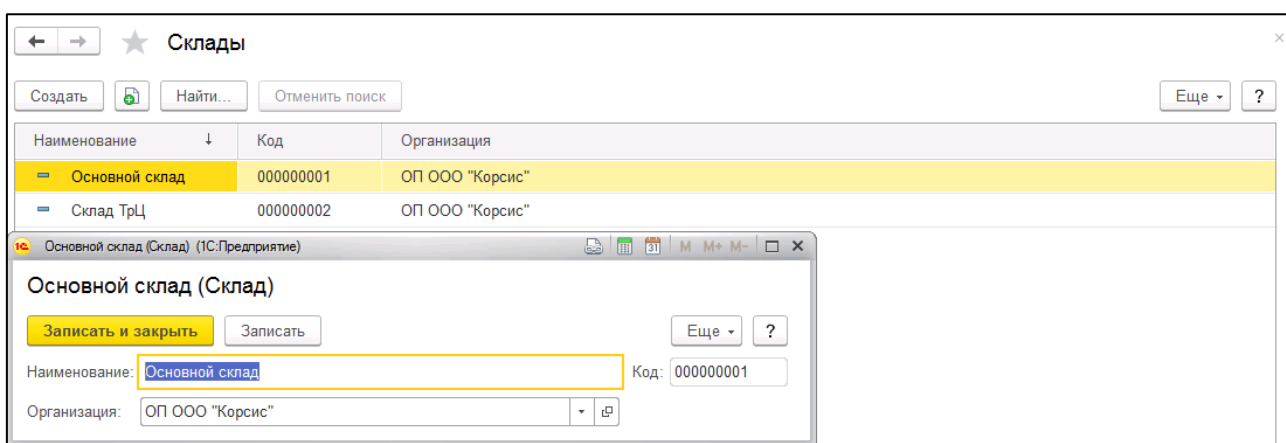 Склады
Создать Найти... Отменить поиск Еще ?
Наименование ↓ Код Организация
Основной склад 000000001 ОП ООО "Корсис"
Склад ТрЦ 000000002 ОП ООО "Корсис"
1С Основной склад (Склад) (1С:Предприятие) 31 M M+ M-
Основной склад (Склад)
Записать и закрыть Записать Еще ?
Наименование: Основной склад Код: 000000001
Организация: ОП ООО "Корсис"